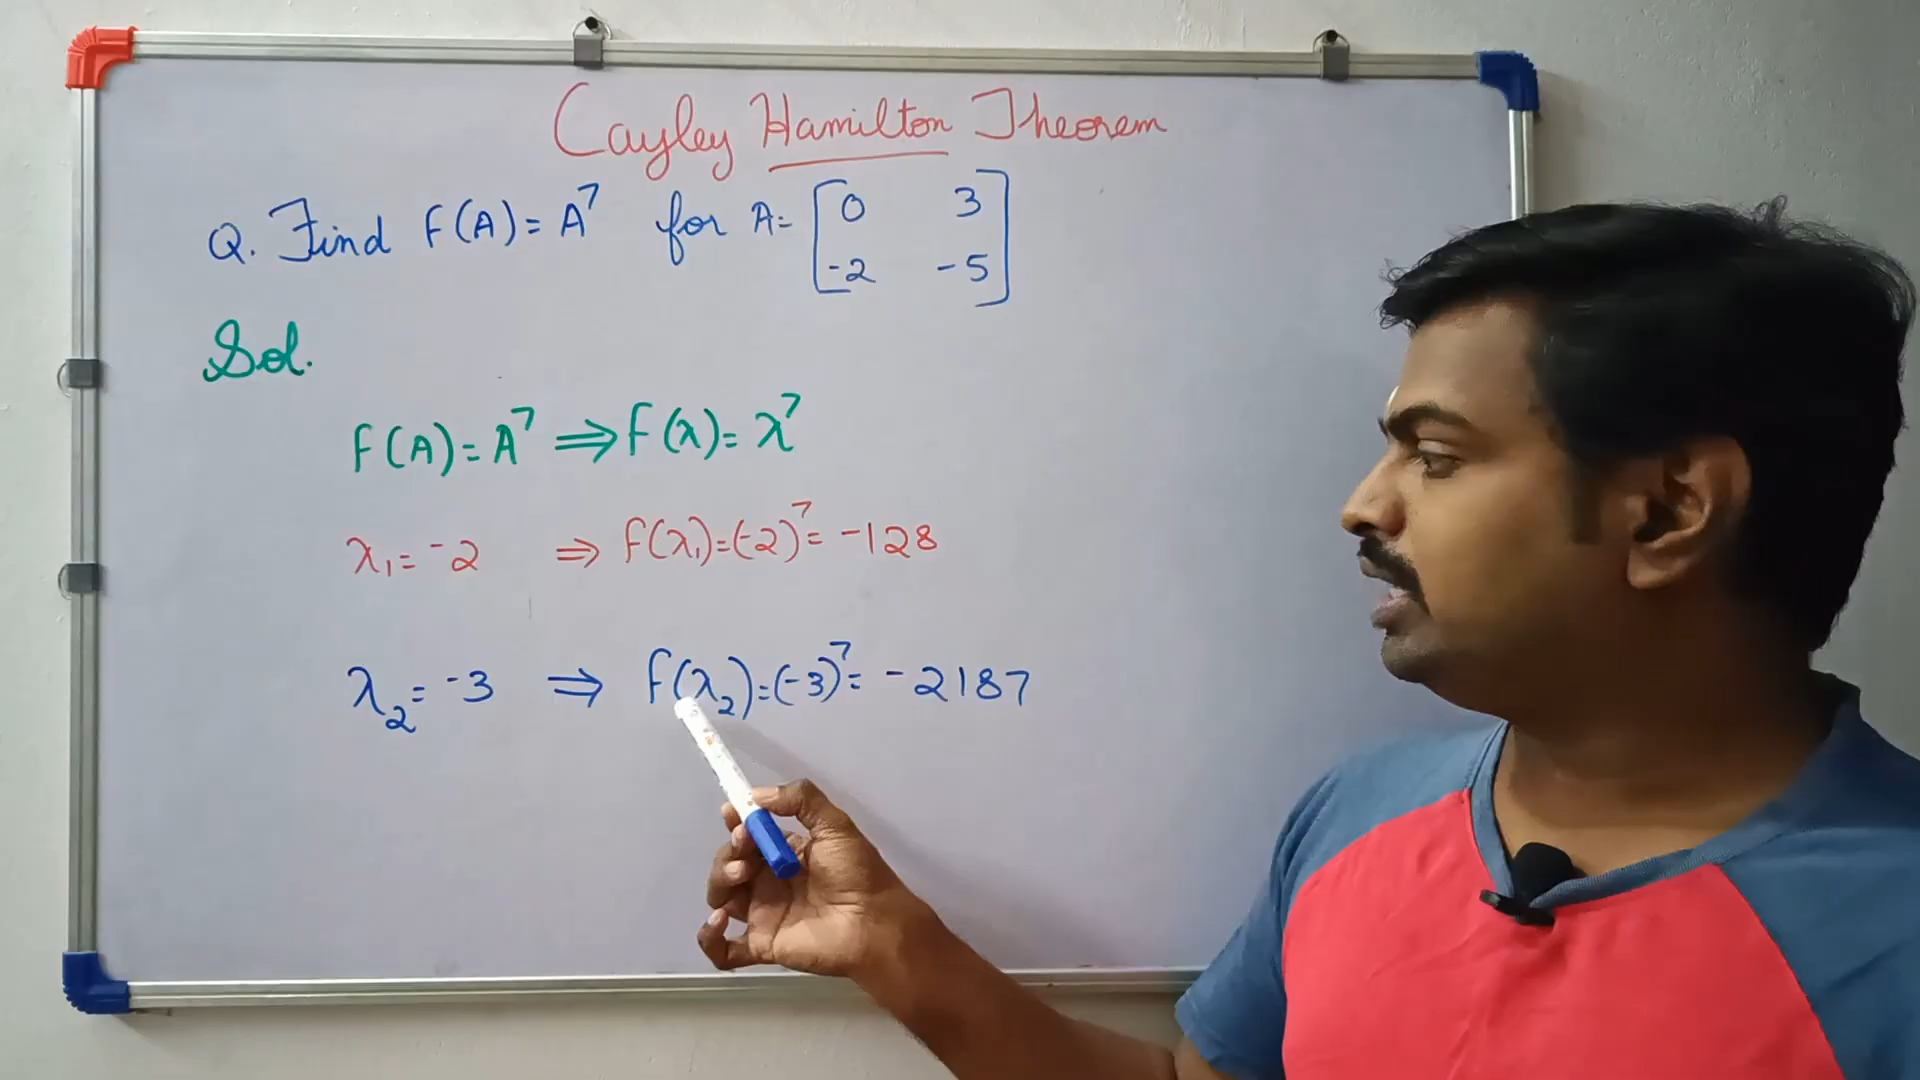 Cayley Hamilton Theorem
Q. Find F(A) = A⁷ for A = [0 3
-2 -5]
Sol.
F(A) = A⁷ ⟹ F(λ) = λ⁷
λ₁ = -2 ⟹ F(λ₁) = (-2)⁷ = -128
λ₂ = -3 ⟹ F(λ₂) = (-3)⁷ = -2187